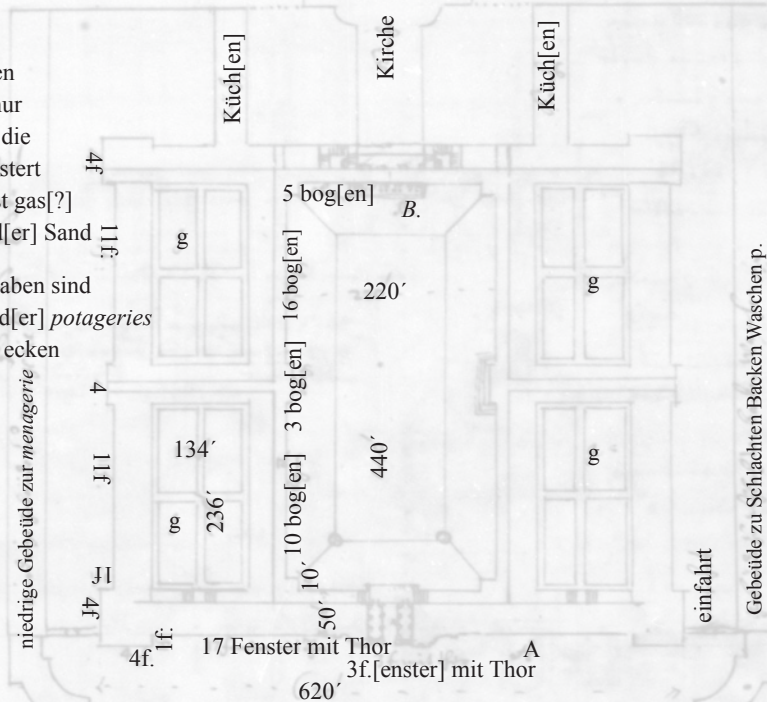 Küch[en]
Kirche
Küch[en]
en
nur
die
stert
st gas[?]
d[er] Sand
aben sind
d[er] potageries
ecken
4f
11f:
4
11f
1f
4f
niedrige Gebeüde zur menagerie
g
5 bog[en]
B.
16 bog[en]
220´
g
3 bog[en]
134´
236´
g
10 bog[en]
440´
g
10´
50´
einfahrt
Gebeüde zu Schlachten Backen Waschen p.
4f.
1f.
17 Fenster mit Thor
3f.[enster] mit Thor
A
620´